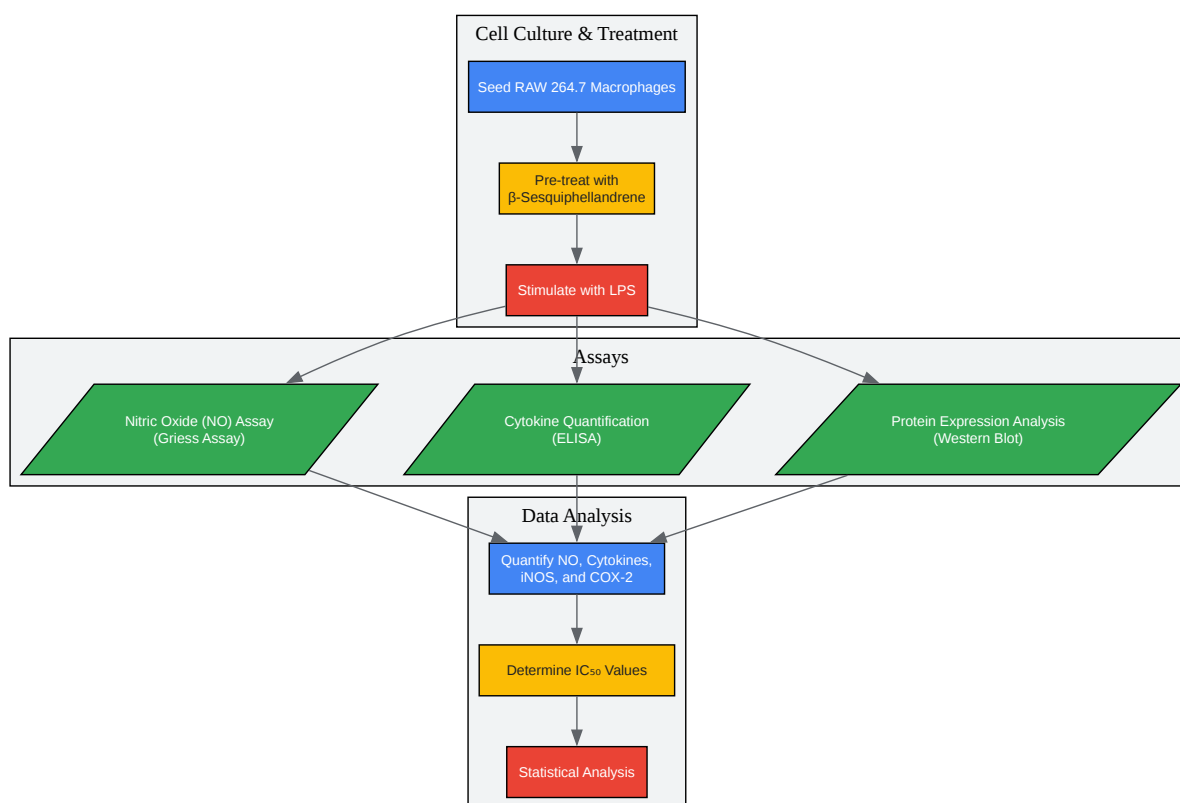 Cell Culture & Treatment
Seed RAW 264.7 Macrophages
Pre-treat with
β-Sesquiphellandrene
Stimulate with LPS
Assays
Nitric Oxide (NO) Assay
(Griess Assay)
Cytokine Quantification
(ELISA)
Protein Expression Analysis
(Western Blot)
Data Analysis
Quantify NO, Cytokines,
iNOS, and COX-2
Determine IC₅₀ Values
Statistical Analysis